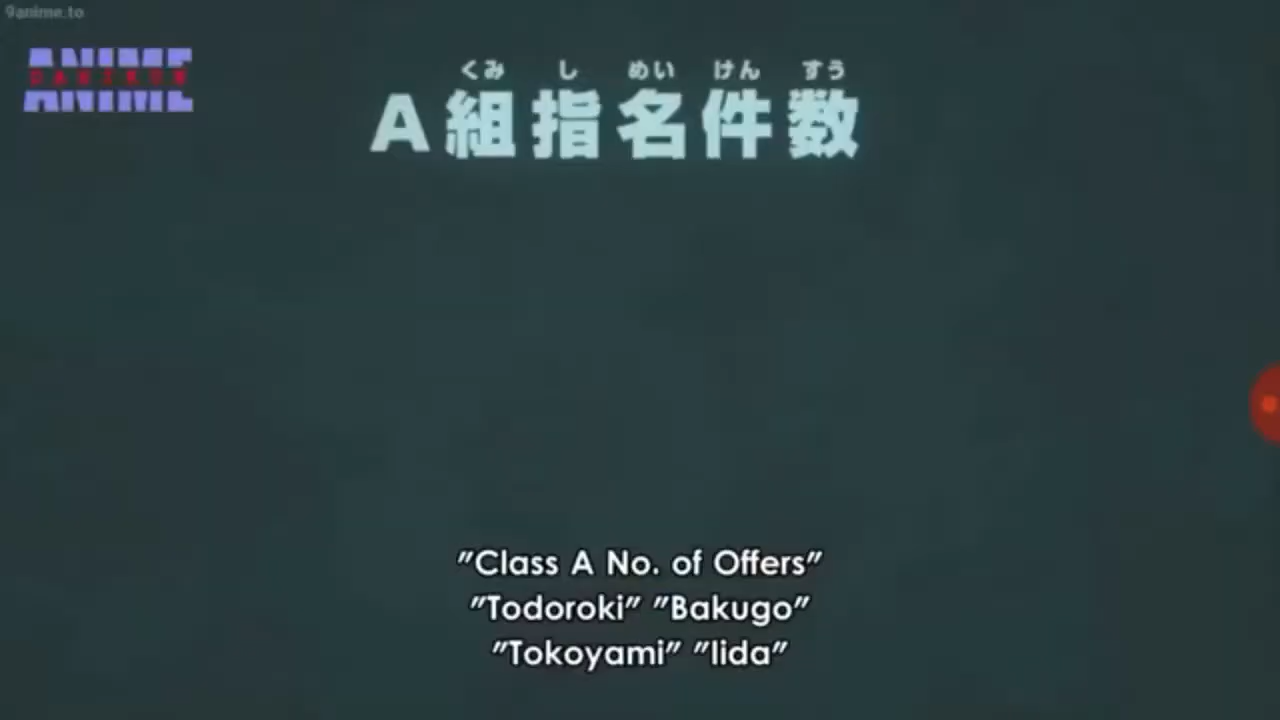 9anime.to
ANIME
くみ し めい けん すう
A組指名件数
"Class A No. of Offers"
"Todoroki" "Bakugo"
"Tokoyami" "Iida"